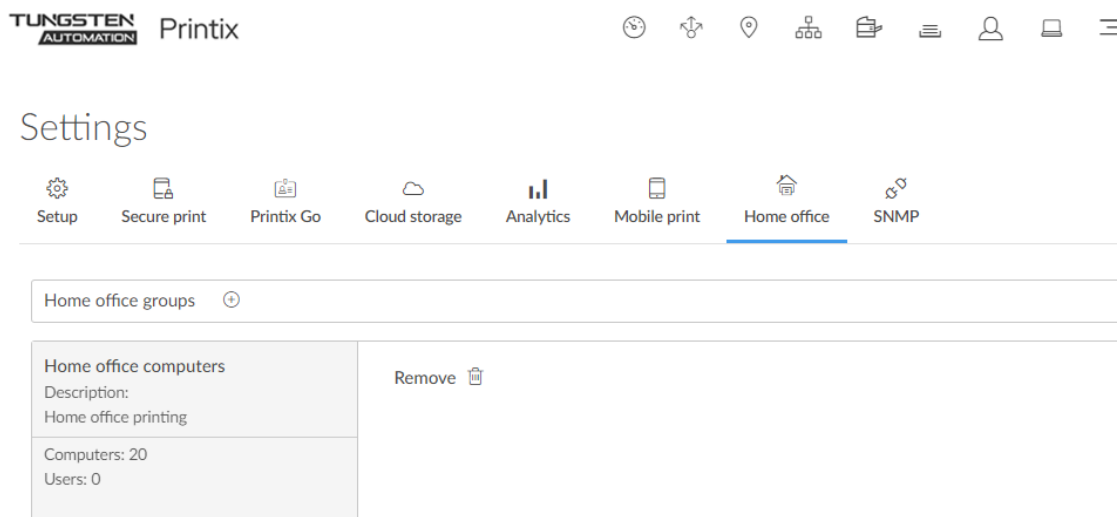 TUNGSTEN
AUTOMATION
Printix
Settings
Setup
Secure print
Printix Go
Cloud storage
Analytics
Mobile print
Home office
SNMP
Home office groups
Home office computers
Description:
Home office printing
Computers: 20
Users: 0
Remove